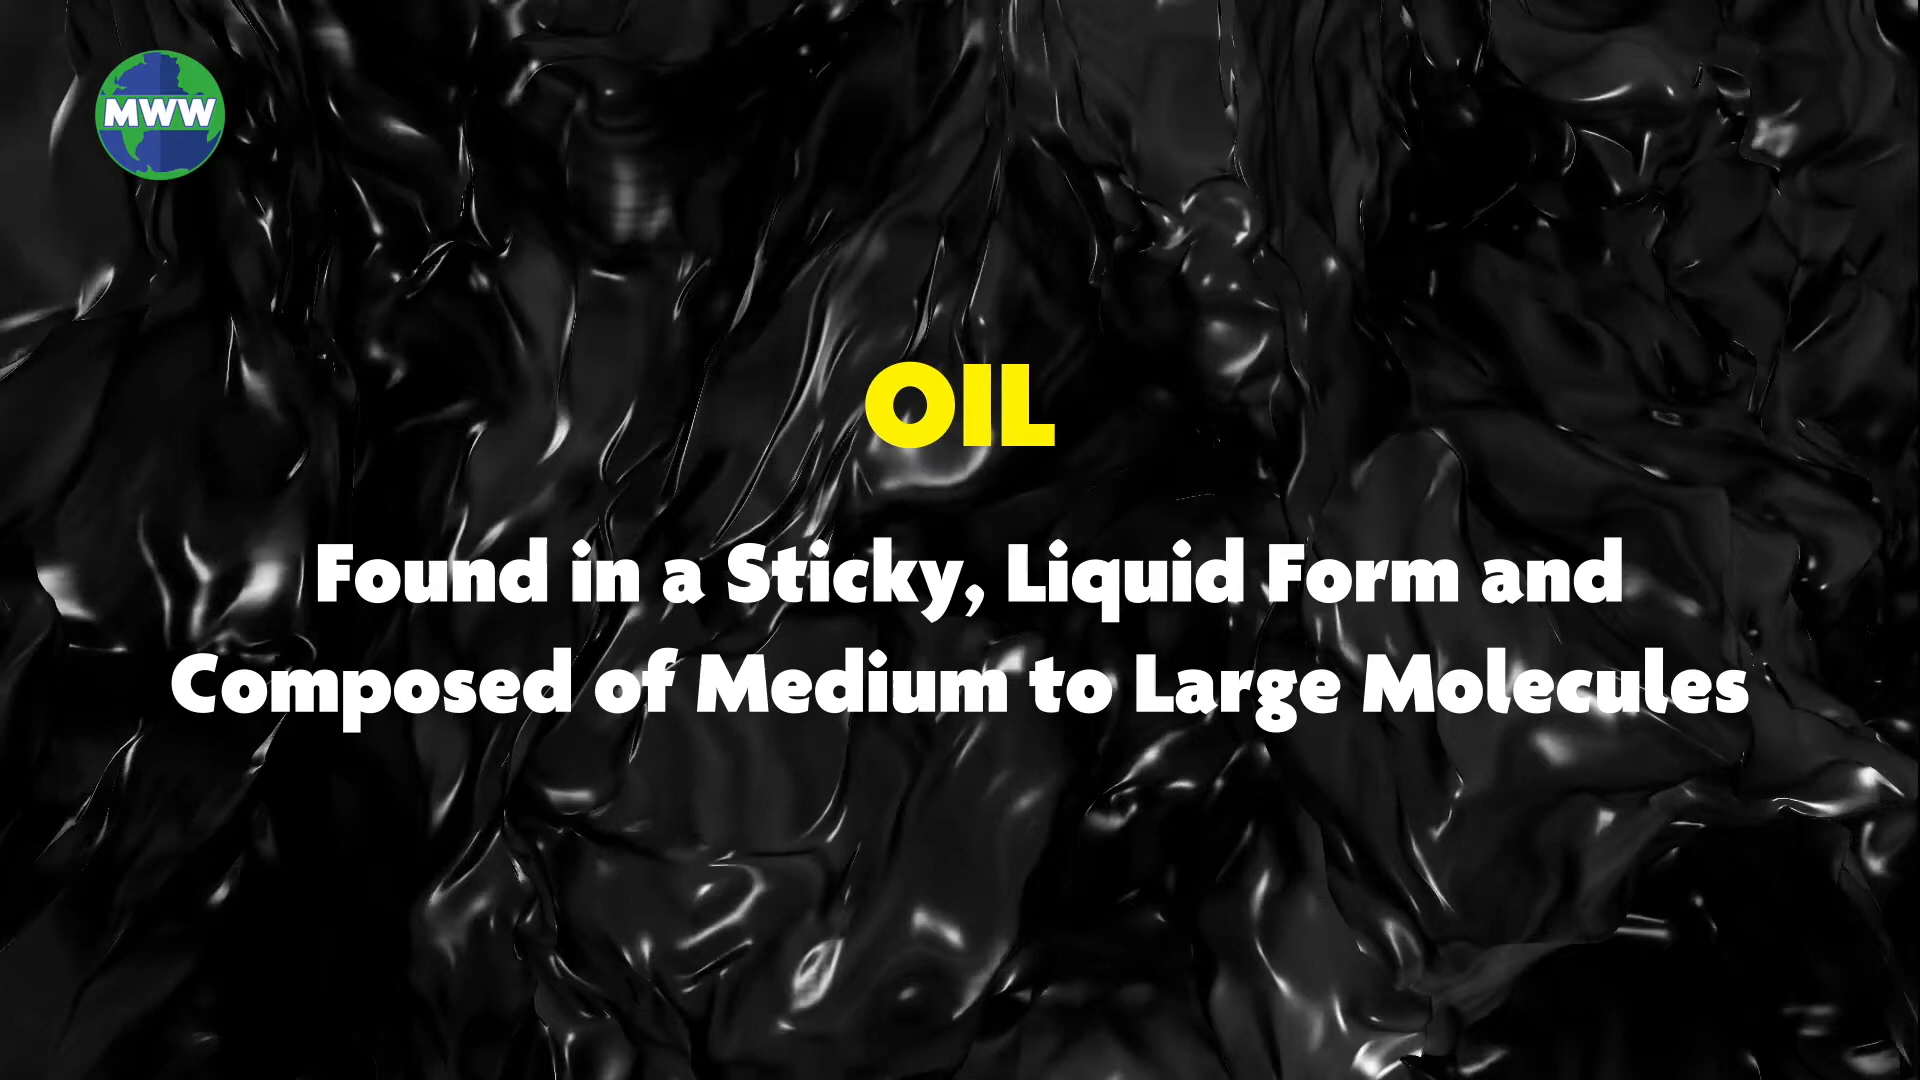 MWW
OIL
Found in a Sticky, Liquid Form and
Composed of Medium to Large Molecules